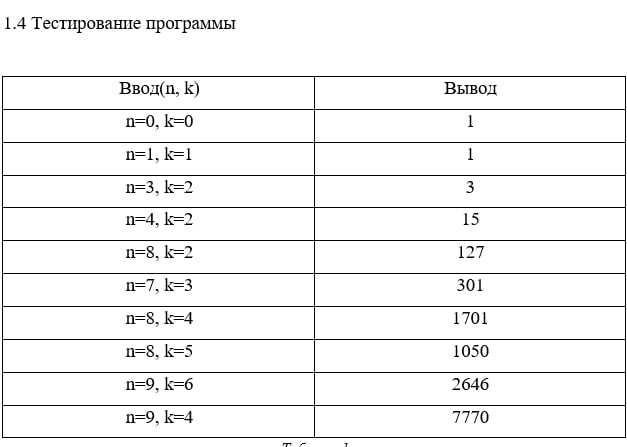 1.4 Тестирование программы
Ввод(n, k) Вывод
n=0, k=0 1
n=1, k=1 1
n=3, k=2 3
n=4, k=2 15
n=8, k=2 127
n=7, k=3 301
n=8, k=4 1701
n=8, k=5 1050
n=9, k=6 2646
n=9, k=4 7770